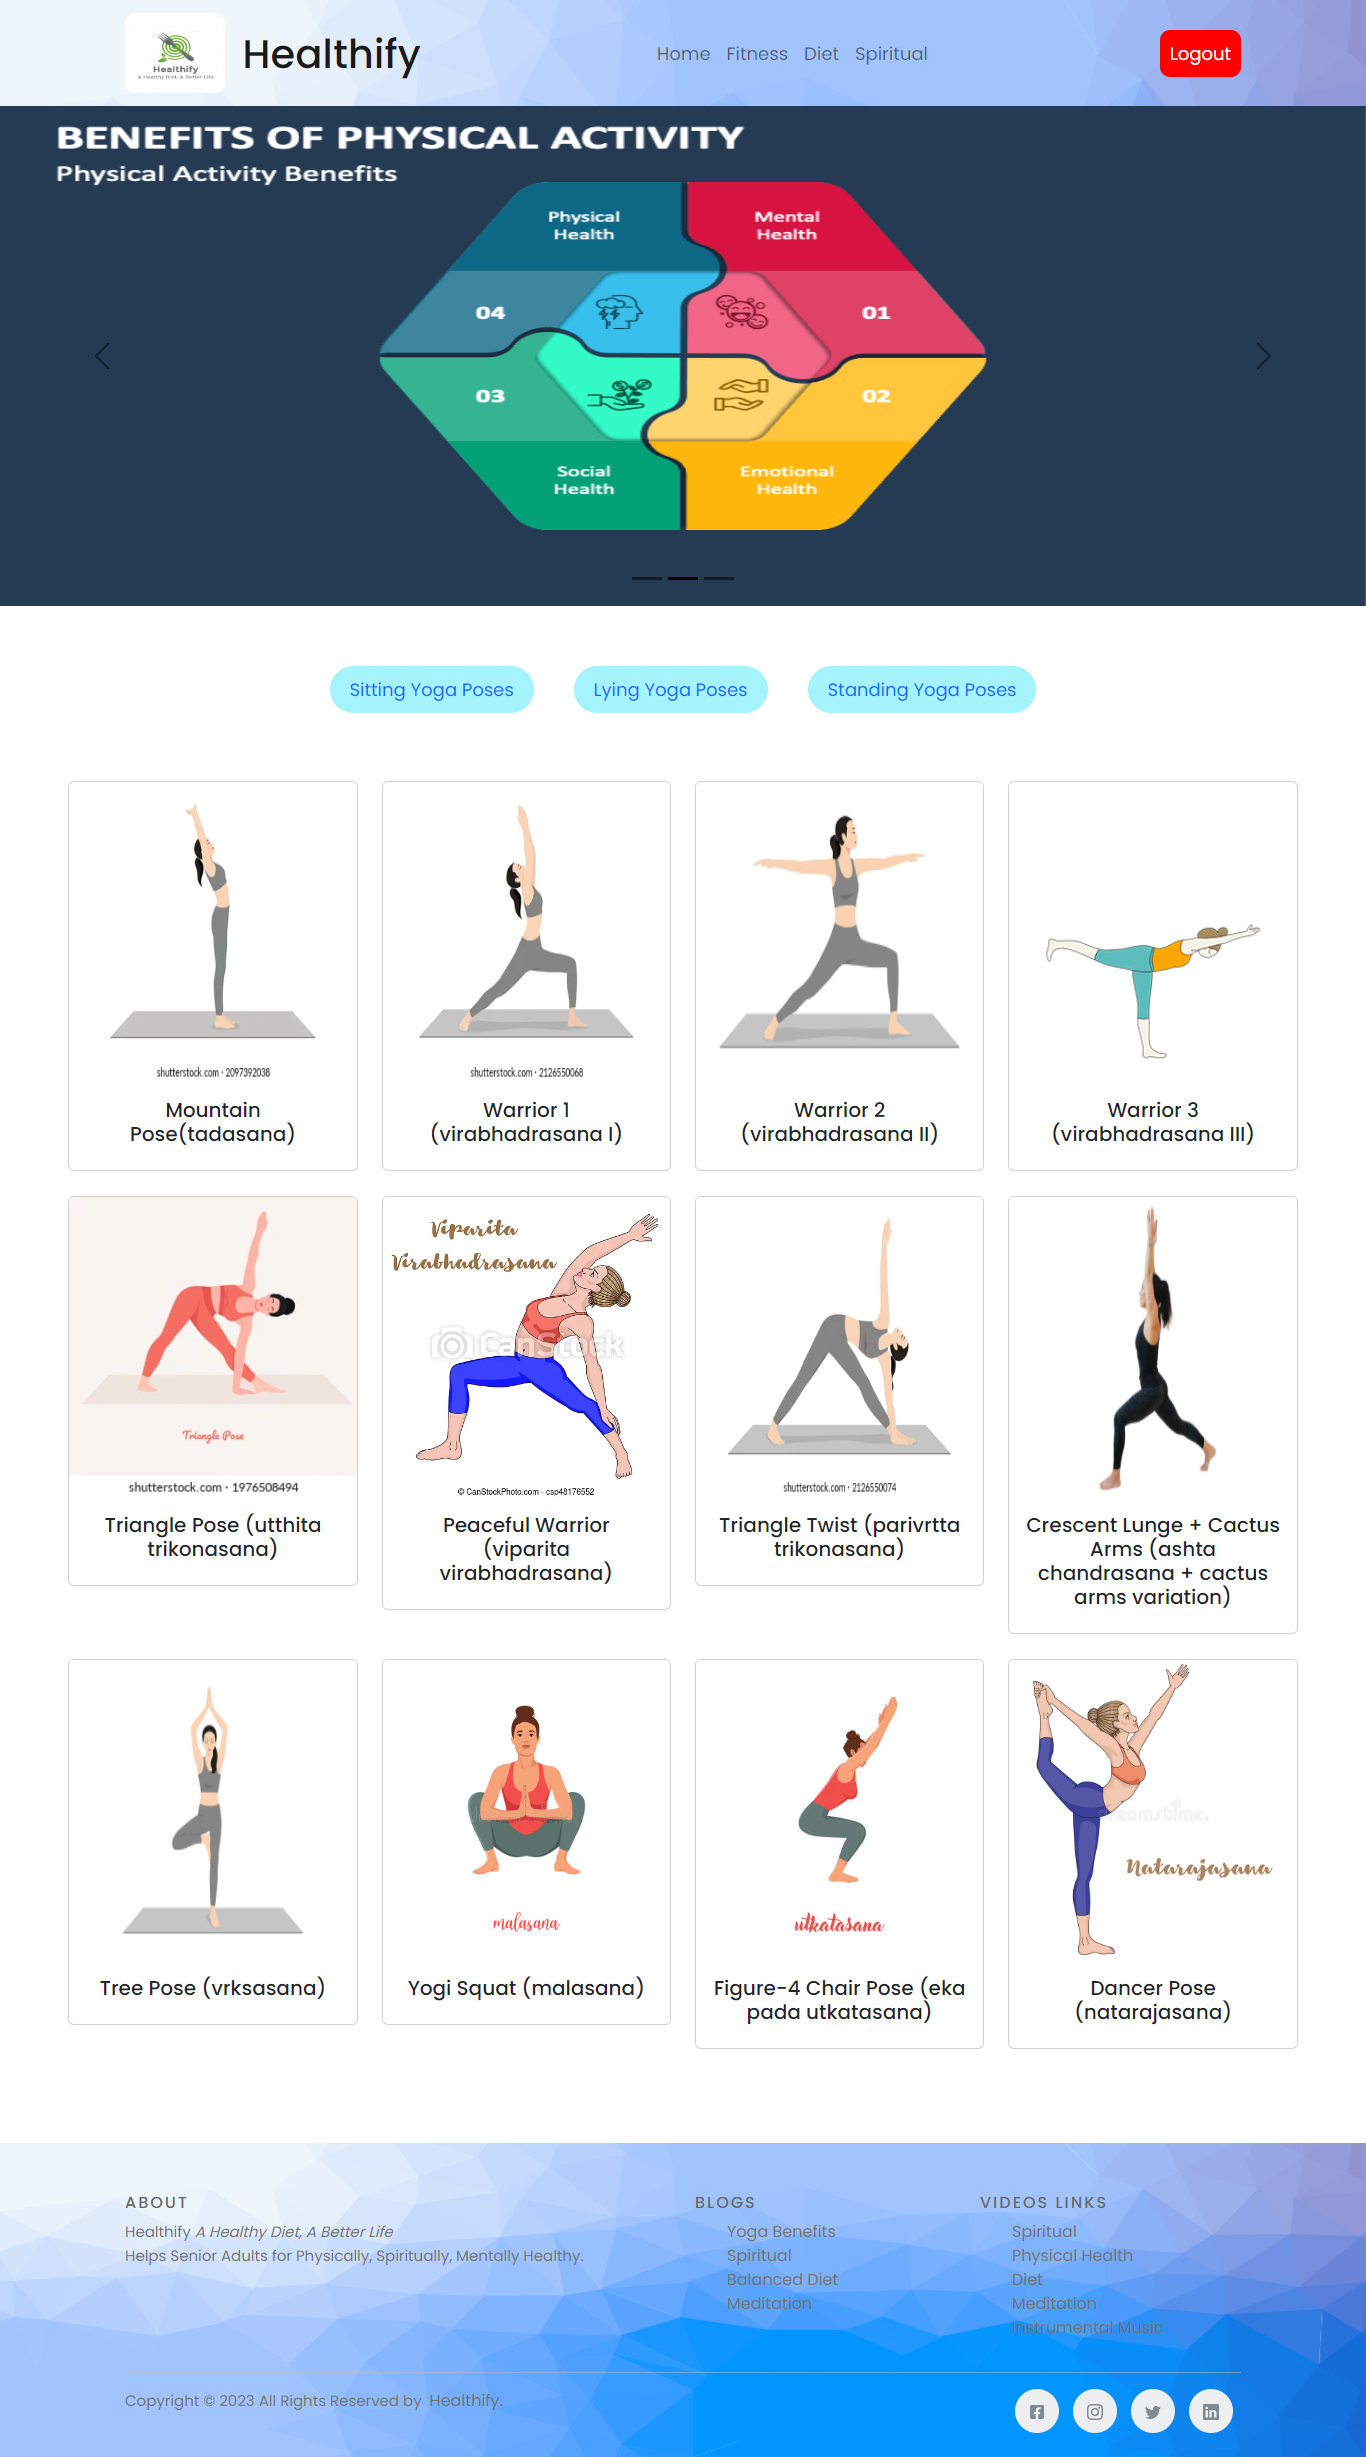 Healthify
A Healthy Diet, A Better Life
Healthify
Home Fitness Diet Spiritual
Logout
BENEFITS OF PHYSICAL ACTIVITY
Physical Activity Benefits
Physical
Health
Mental
Health
04
01
03
02
Social
Health
Emotional
Health
Sitting Yoga Poses
Lying Yoga Poses
Standing Yoga Poses
shutterstock.com · 2097392038
Mountain
Pose(tadasana)
shutterstock.com · 2126550068
Warrior 1
(virabhadrasana I)
Warrior 2
(virabhadrasana II)
Warrior 3
(virabhadrasana III)
Triangle Pose
shutterstock.com · 1976508494
Triangle Pose (utthita
trikonasana)
Viparita
Virabhadrasana
CanStock
© CanStockPhoto.com - csp48176552
Peaceful Warrior
(viparita
virabhadrasana)
shutterstock.com · 2126550074
Triangle Twist (parivrtta
trikonasana)
Crescent Lunge + Cactus
Arms (ashta
chandrasana + cactus
arms variation)
Tree Pose (vrksasana)
malasana
Yogi Squat (malasana)
utkatasana
Figure-4 Chair Pose (eka
pada utkatasana)
dreamstime.
Natarajasana
Dancer Pose
(natarajasana)
ABOUT
Healthify A Healthy Diet, A Better Life
Helps Senior Adults for Physically, Spiritually, Mentally Healthy.
BLOGS
Yoga Benefits
Spiritual
Balanced Diet
Meditation
VIDEOS LINKS
Spiritual
Physical Health
Diet
Meditation
Instrumental Music
Copyright © 2023 All Rights Reserved by Healthify.